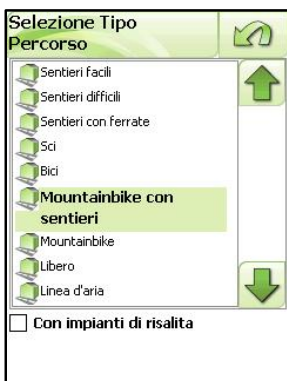 Selezione Tipo
Percorso
Sentieri facili
Sentieri difficili
Sentieri con ferrate
Sci
Bici
Mountainbike con
sentieri
Mountainbike
Libero
Linea d'aria
Con impianti di risalita